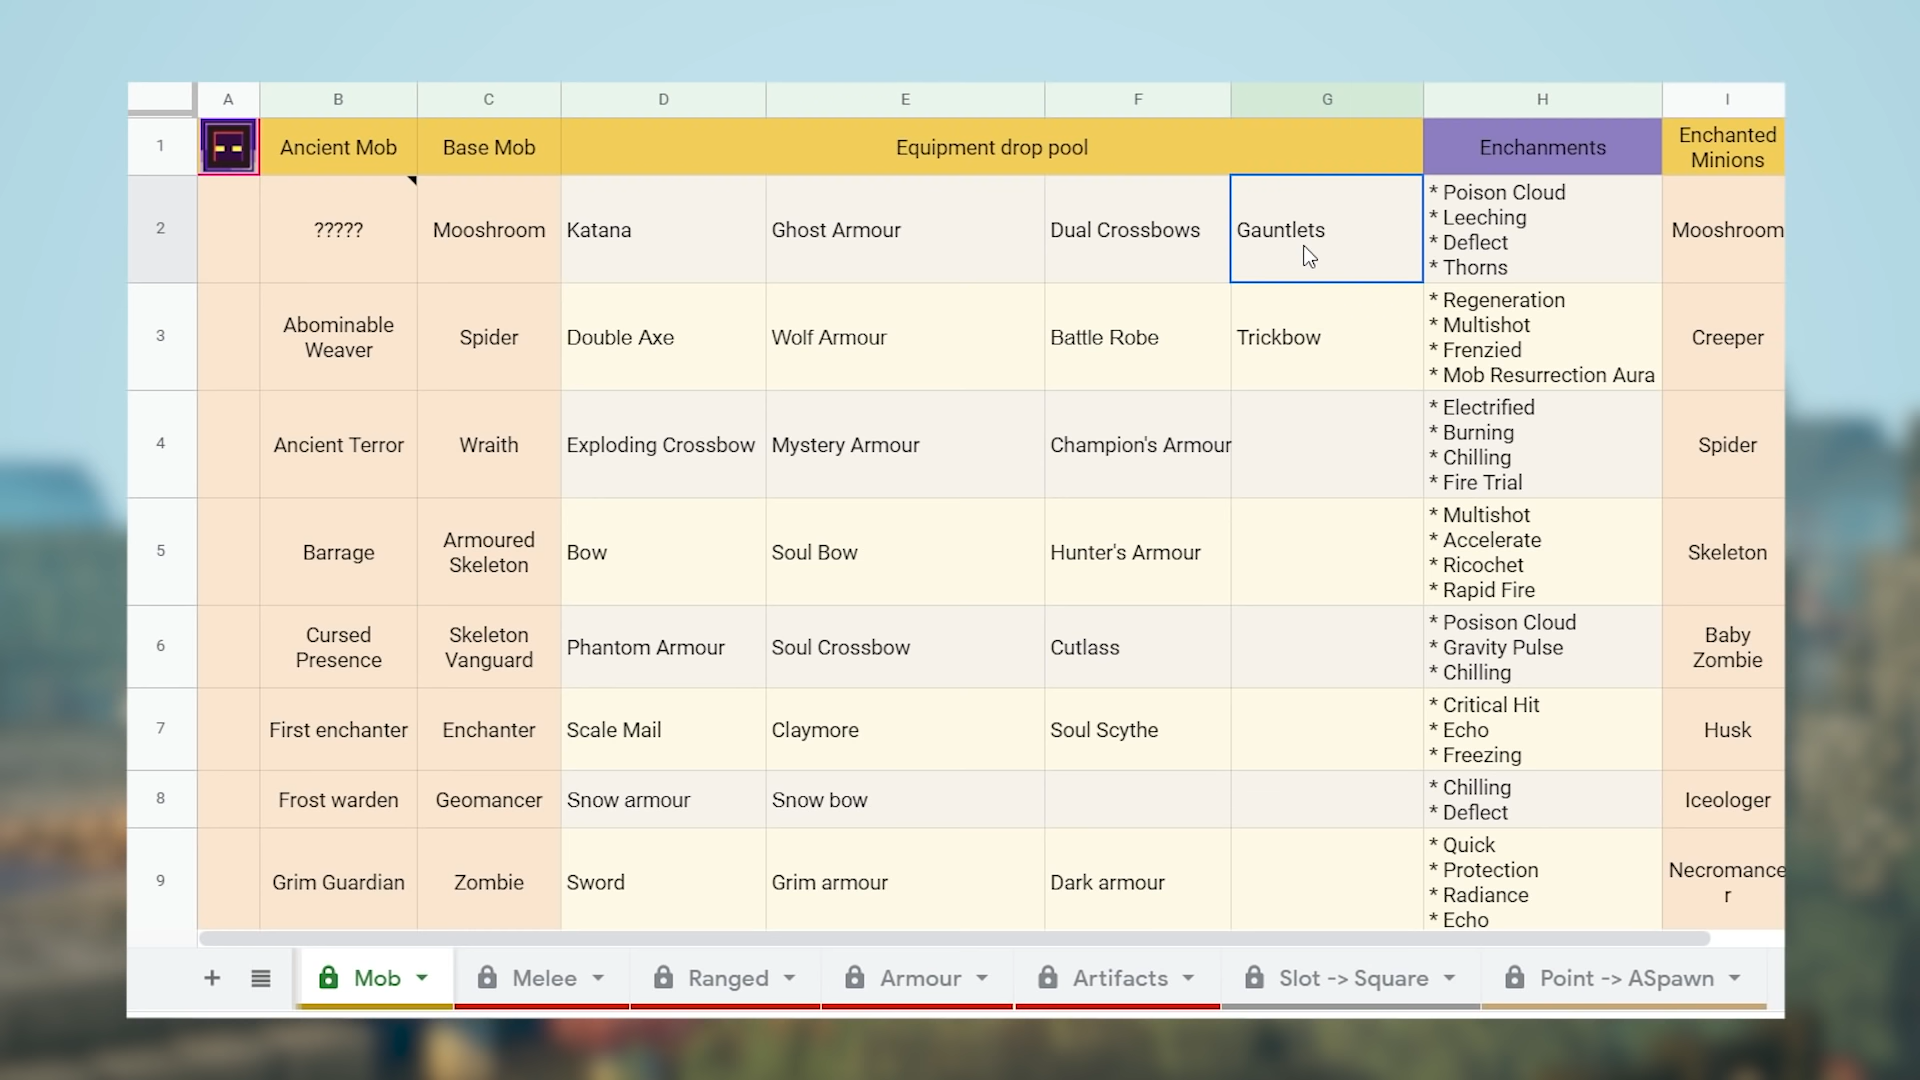 A B C D E F G H I
1 Ancient Mob Base Mob Equipment drop pool Enchanments Enchanted
Minions
2 ????? Mooshroom Katana Ghost Armour Dual Crossbows Gauntlets * Poison Cloud
* Leeching
* Deflect
* Thorns
Mooshroom
3 Abominable
Weaver
Spider Double Axe Wolf Armour Battle Robe Trickbow * Regeneration
* Multishot
* Frenzied
* Mob Resurrection Aura
Creeper
4 Ancient Terror Wraith Exploding Crossbow Mystery Armour Champion's Armour * Electrified
* Burning
* Chilling
* Fire Trial
Spider
5 Barrage Armoured
Skeleton
Bow Soul Bow Hunter's Armour * Multishot
* Accelerate
* Ricochet
* Rapid Fire
Skeleton
6 Cursed
Presence
Skeleton
Vanguard
Phantom Armour Soul Crossbow Cutlass * Posison Cloud
* Gravity Pulse
* Chilling
Baby
Zombie
7 First enchanter Enchanter Scale Mail Claymore Soul Scythe * Critical Hit
* Echo
* Freezing
Husk
8 Frost warden Geomancer Snow armour Snow bow * Chilling
* Deflect
Iceologer
9 Grim Guardian Zombie Sword Grim armour Dark armour * Quick
* Protection
* Radiance
* Echo
Necromance
r
+ Mob Melee Ranged Armour Artifacts Slot -> Square Point -> ASpawn